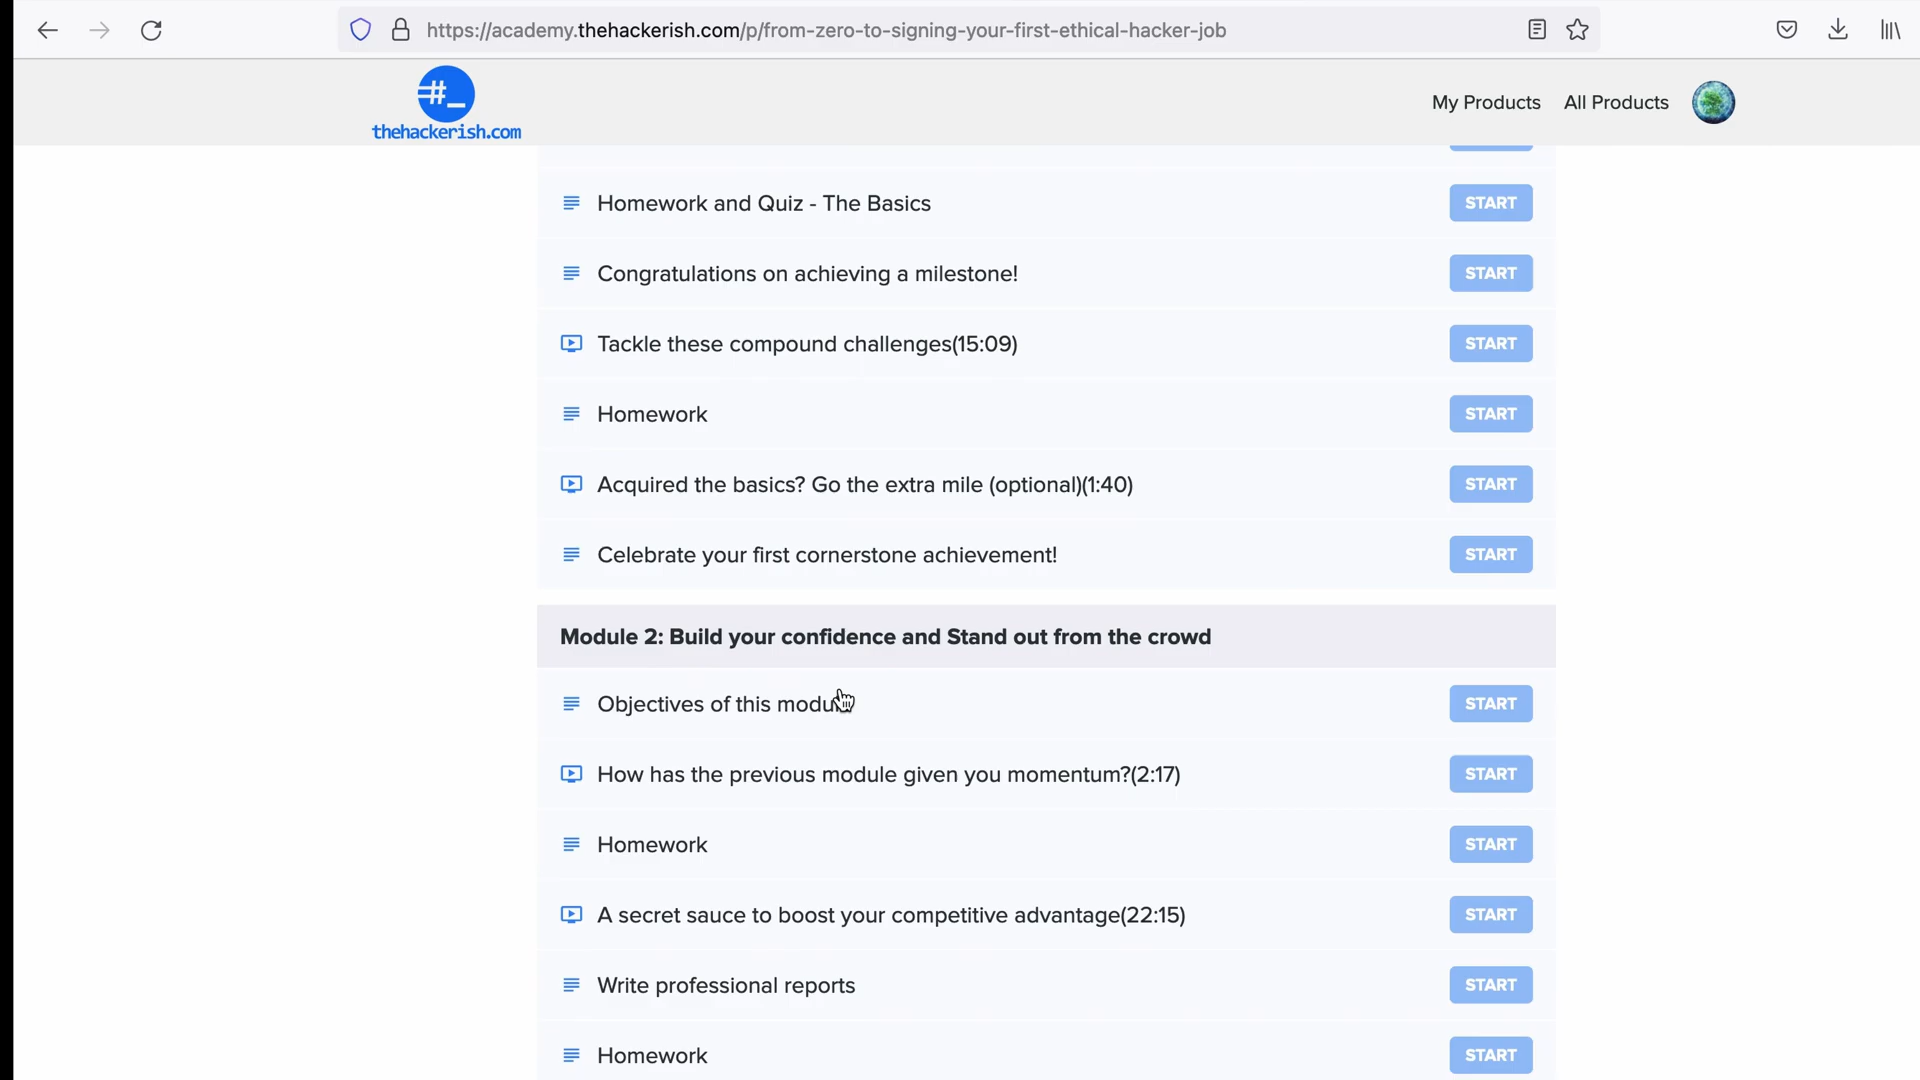 https://academy.thehackerish.com/p/from-zero-to-signing-your-first-ethical-hacker-job
#_
thehackerish.com
My Products
All Products
Homework and Quiz - The Basics
START
Congratulations on achieving a milestone!
START
Tackle these compound challenges(15:09)
START
Homework
START
Acquired the basics? Go the extra mile (optional)(1:40)
START
Celebrate your first cornerstone achievement!
START
Module 2: Build your confidence and Stand out from the crowd
Objectives of this module
START
How has the previous module given you momentum?(2:17)
START
Homework
START
A secret sauce to boost your competitive advantage(22:15)
START
Write professional reports
START
Homework
START